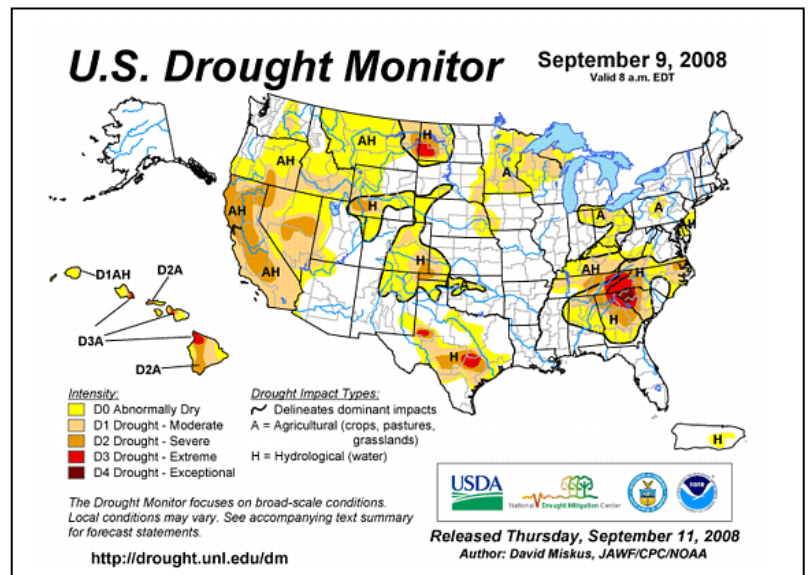 U.S. Drought Monitor
September 9, 2008
Valid 8 a.m. EDT
H
AH
AH
A
H
AH
AH
H
A
A
A
H
AH
H
H
H
H
D1AH
D2A
D3A
D2A
H
Intensity:
D0 Abnormally Dry
D1 Drought - Moderate
D2 Drought - Severe
D3 Drought - Extreme
D4 Drought - Exceptional
Drought Impact Types:
Delineates dominant impacts
A = Agricultural (crops, pastures,
grasslands)
H = Hydrological (water)
The Drought Monitor focuses on broad-scale conditions.
Local conditions may vary. See accompanying text summary
for forecast statements.
http://drought.unl.edu/dm
USDA
National Drought Mitigation Center
Released Thursday, September 11, 2008
Author: David Miskus, JAWF/CPC/NOAA